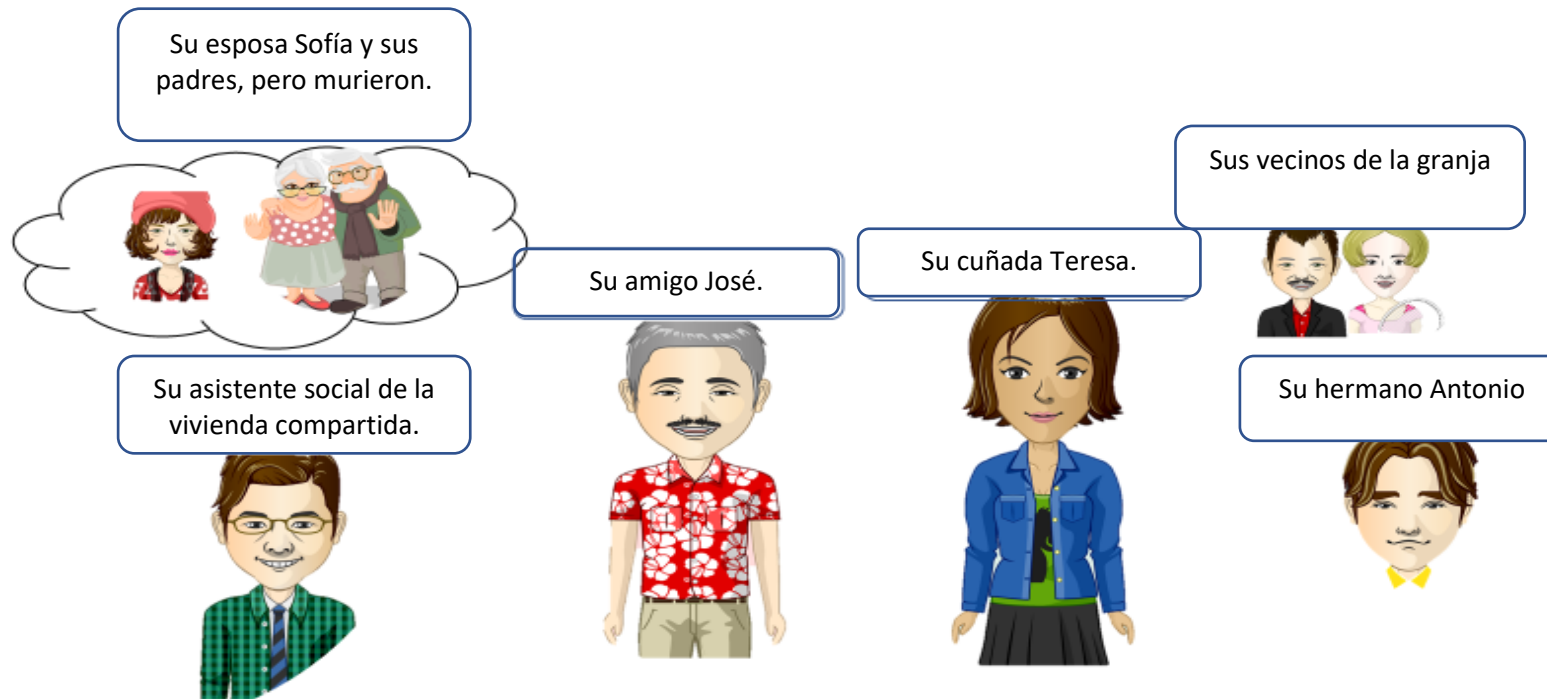 Su esposa Sofía y sus
padres, pero murieron.
Sus vecinos de la granja
Su amigo José.
Su cuñada Teresa.
Su asistente social de la
vivienda compartida.
Su hermano Antonio